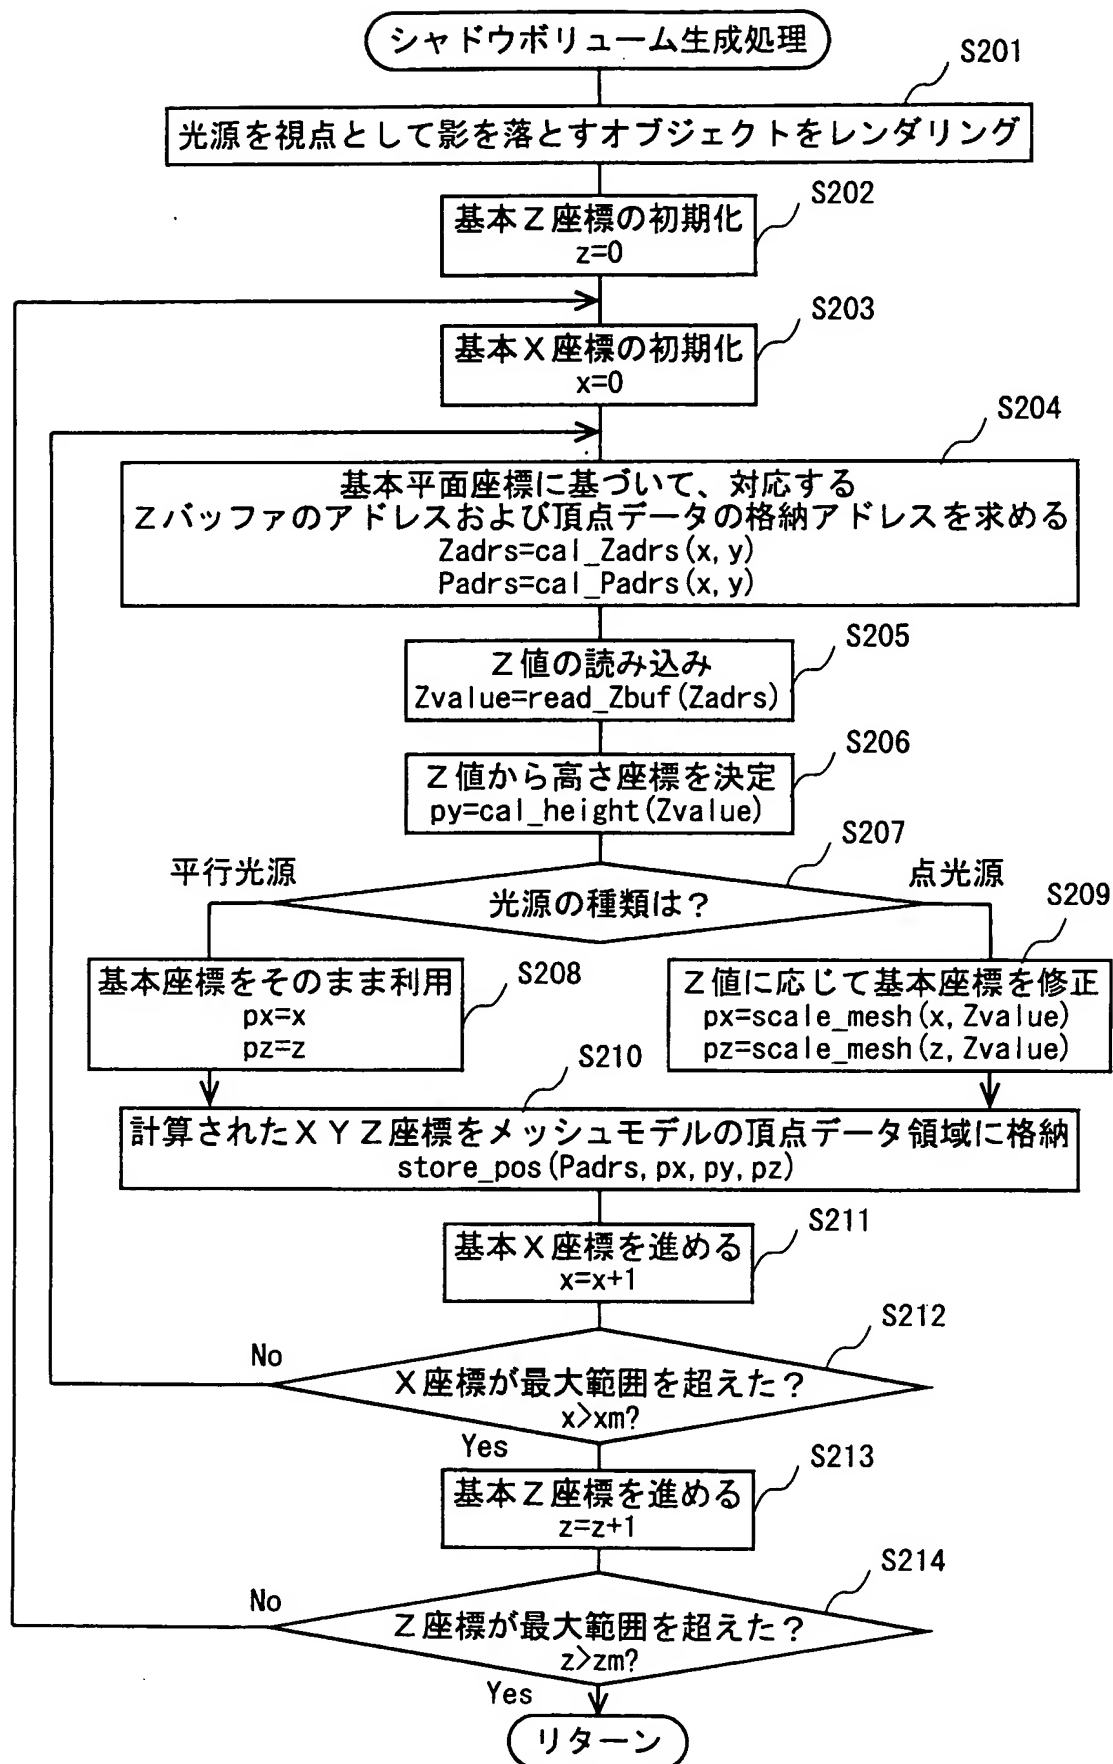 シャドウボリューム生成処理
S201
光源を視点として影を落とすオブジェクトをレンダリング
S202
基本Z座標の初期化
z=0
S203
基本X座標の初期化
x=0
S204
基本平面座標に基づいて、対応する
Zバッファのアドレスおよび頂点データの格納アドレスを求める
Zadrs=cal_Zadrs(x,y)
Padrs=cal_Padrs(x,y)
S205
Z値の読み込み
Zvalue=read_Zbuf(Zadrs)
S206
Z値から高さ座標を決定
py=cal_height(Zvalue)
S207
平行光源
光源の種類は?
点光源
S208
基本座標をそのまま利用
px=x
pz=z
S209
Z値に応じて基本座標を修正
px=scale_mesh(x,Zvalue)
pz=scale_mesh(z,Zvalue)
S210
計算されたXYZ座標をメッシュモデルの頂点データ領域に格納
store_pos(Padrs,px,py,pz)
S211
基本X座標を進める
x=x+1
S212
No
X座標が最大範囲を超えた?
x>xm?
Yes
S213
基本Z座標を進める
z=z+1
S214
No
Z座標が最大範囲を超えた?
z>zm?
Yes
リターン